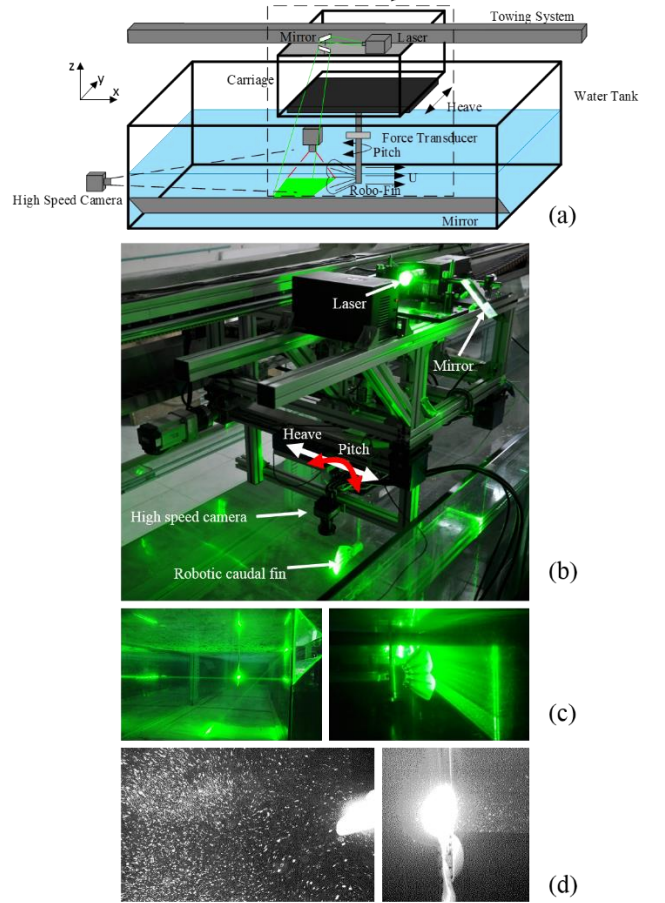 Towing System
Mirror
Laser
z
y
x
Carriage
Heave
Water Tank
Force Transducer
Pitch
U
Robo-Fin
High Speed Camera
Mirror
(a)
Laser
Mirror
Heave
Pitch
High speed camera
Robotic caudal fin
(b)
(c)
(d)